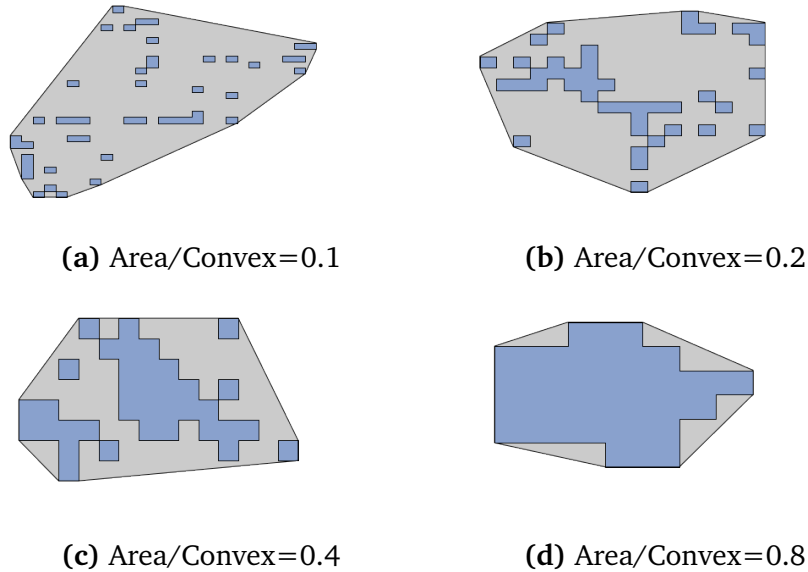 (a) Area/Convex=0.1
(b) Area/Convex=0.2
(c) Area/Convex=0.4
(d) Area/Convex=0.8